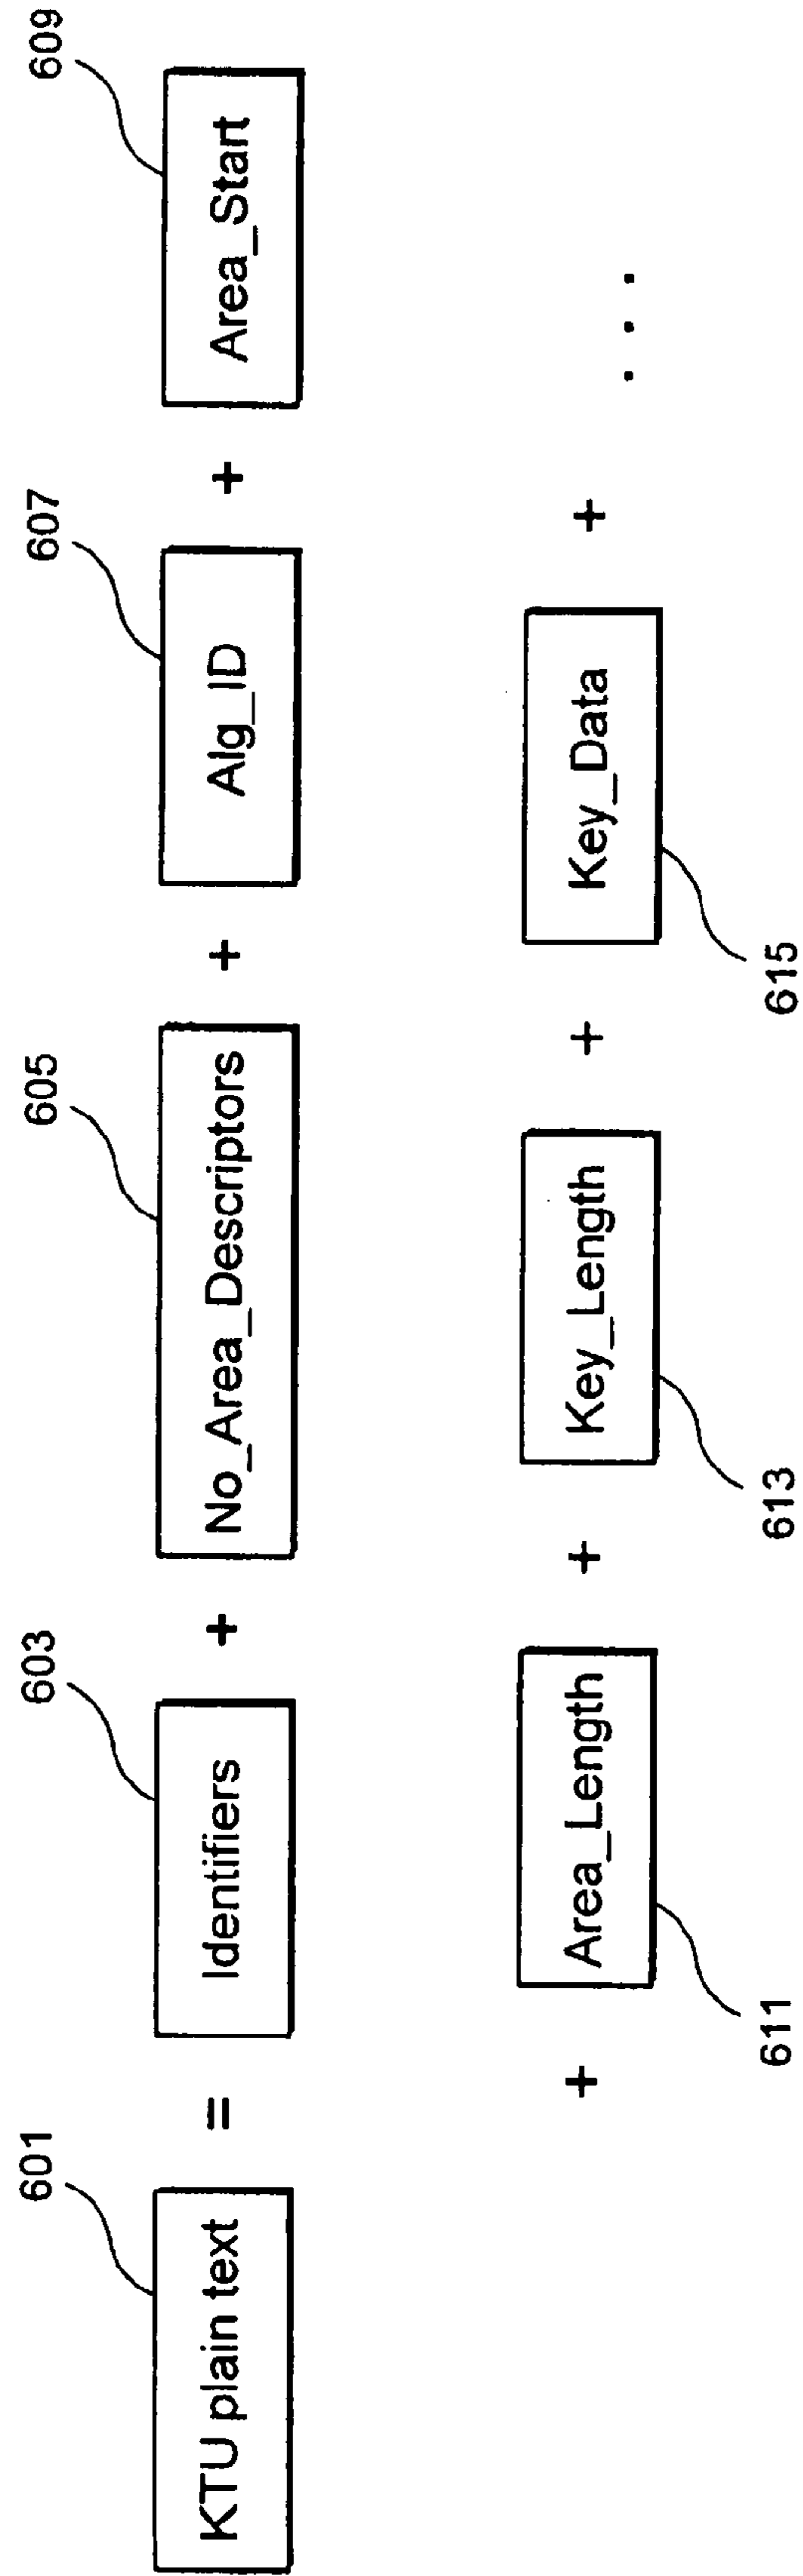 601 603 605 607 609
KTU plain text = Identifiers + No_Area_Descriptors + Alg_ID + Area_Start
+ Area_Length + Key_Length + Key_Data + . . .
611 613 615